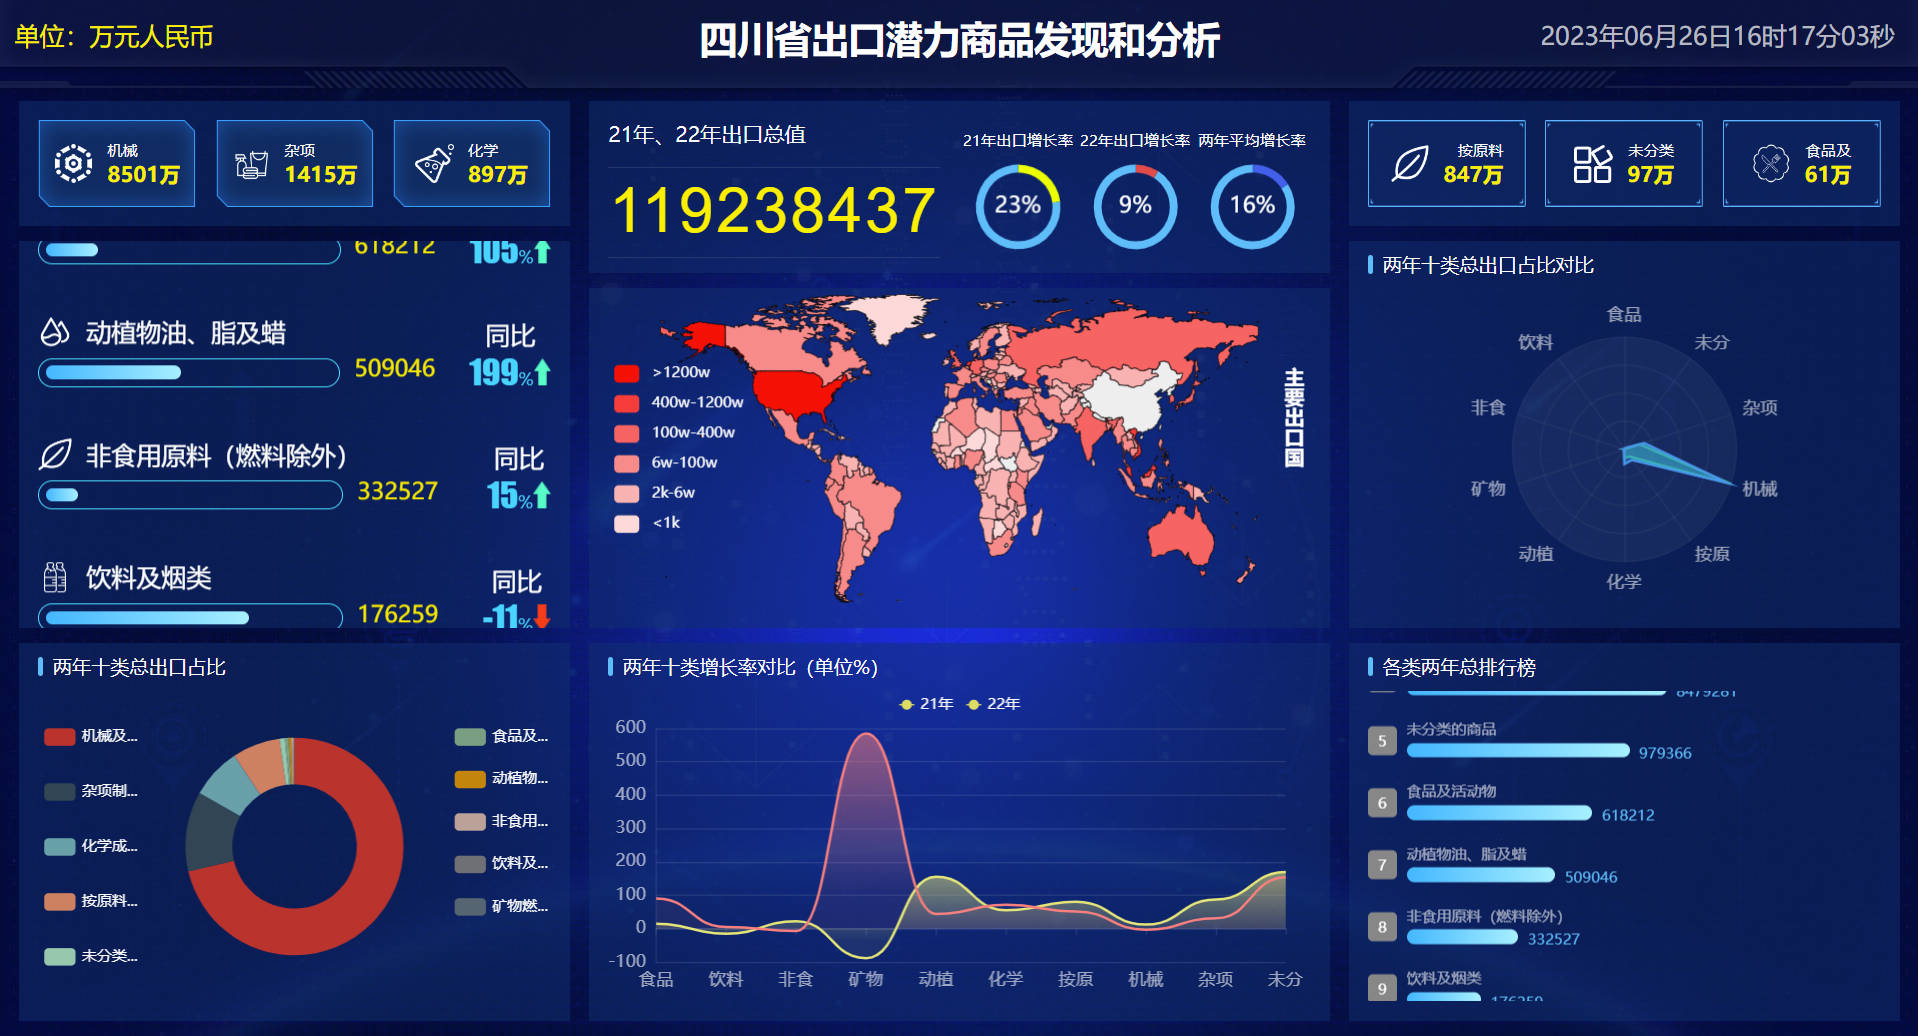 单位：万元人民币
四川省出口潜力商品发现和分析
2023年06月26日16时17分03秒
机械
8501万
杂项
1415万
化学
897万
618212
105%
动植物油、脂及蜡
同比
509046
199%
非食用原料（燃料除外）
同比
332527
15%
饮料及烟类
同比
176259
-11%
21年、22年出口总值
119238437
21年出口增长率
22年出口增长率
两年平均增长率
23%
9%
16%
>1200w
400w-1200w
100w-400w
6w-100w
2k-6w
<1k
主要出口国
按原料
847万
未分类
97万
食品及
61万
两年十类总出口占比对比
食品
未分
杂项
机械
按原
化学
动植
矿物
非食
饮料
两年十类总出口占比
机械及...
杂项制...
化学成...
按原料...
未分类...
食品及...
动植物...
非食用...
饮料及...
矿物燃...
两年十类增长率对比（单位%）
21年
22年
600
500
400
300
200
100
0
-100
食品
饮料
非食
矿物
动植
化学
按原
机械
杂项
未分
各类两年总排行榜
8479281
5
未分类的商品
979366
6
食品及活动物
618212
7
动植物油、脂及蜡
509046
8
非食用原料（燃料除外）
332527
9
饮料及烟类
176259